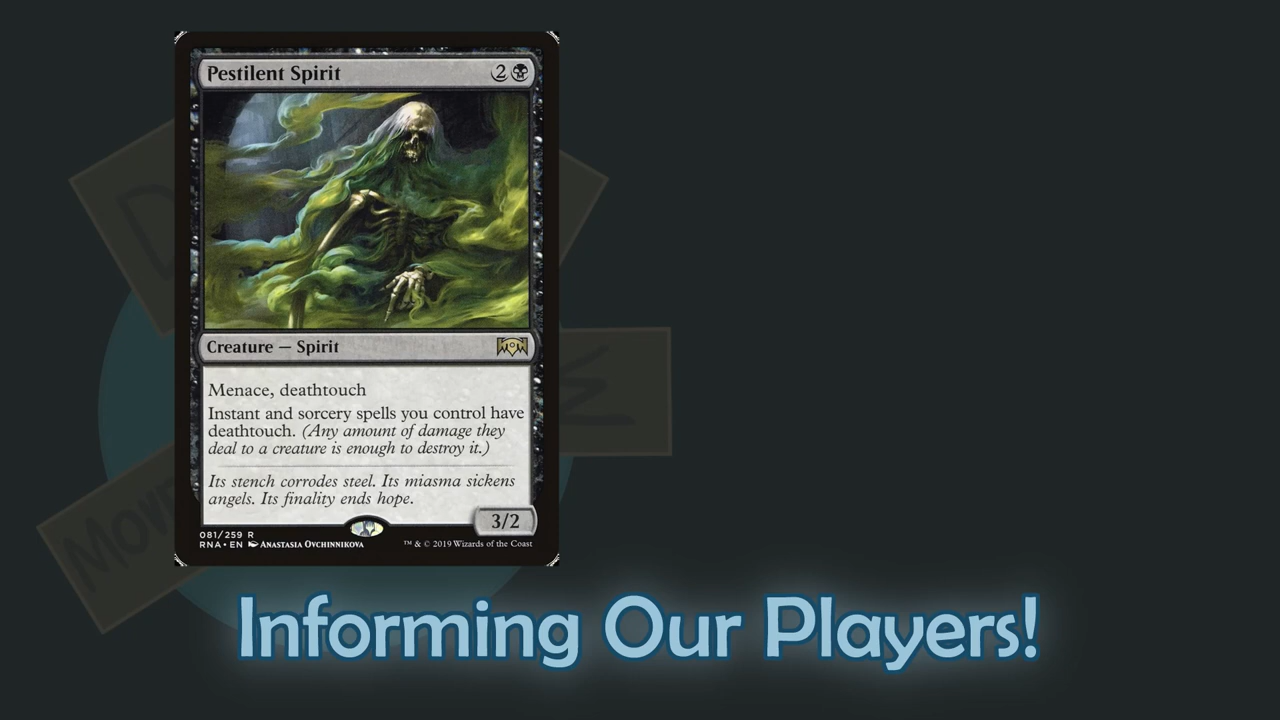 Pestilent Spirit 2
Creature — Spirit
Menace, deathtouch
Instant and sorcery spells you control have
deathtouch. (Any amount of damage they
deal to a creature is enough to destroy it.)
Its stench corrodes steel. Its miasma sickens
angels. Its finality ends hope.
3/2
081/259 R
RNA • EN Anastasia Ovchinnikova ™ & © 2019 Wizards of the Coast
Informing Our Players!